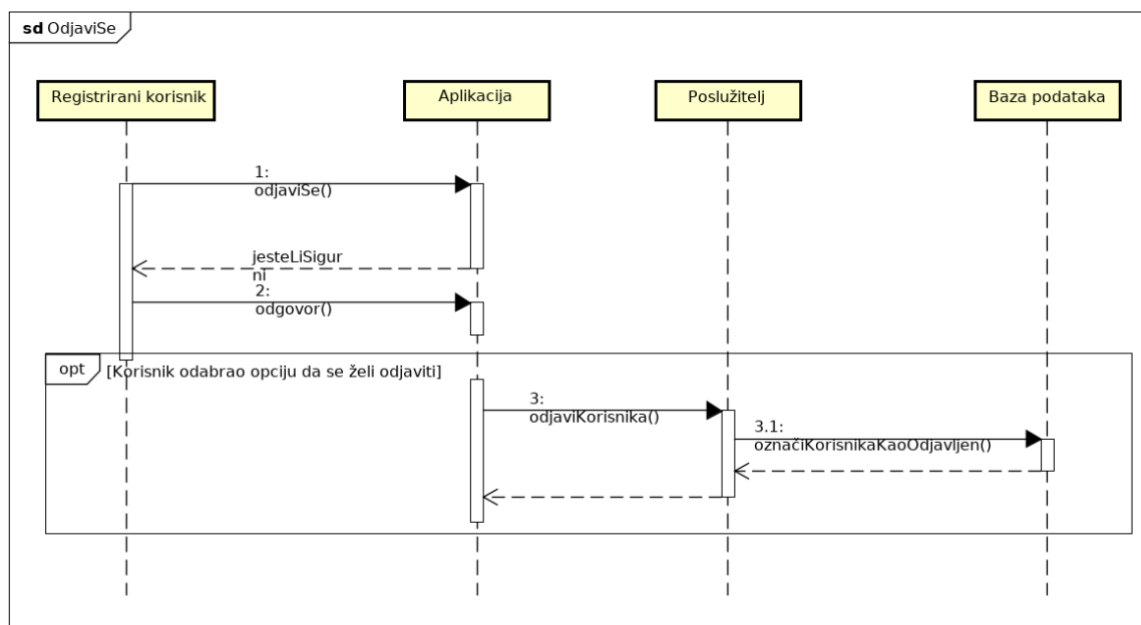 sd OdjaviSe
Registrirani korisnik
Aplikacija
Poslužitelj
Baza podataka
1:
odjaviSe()
jesteLiSigur
ni
2:
odgovor()
opt
[Korisnik odabrao opciju da se želi odjaviti]
3:
odjaviKorisnika()
3.1:
označiKorisnikaKaoOdjavljen()